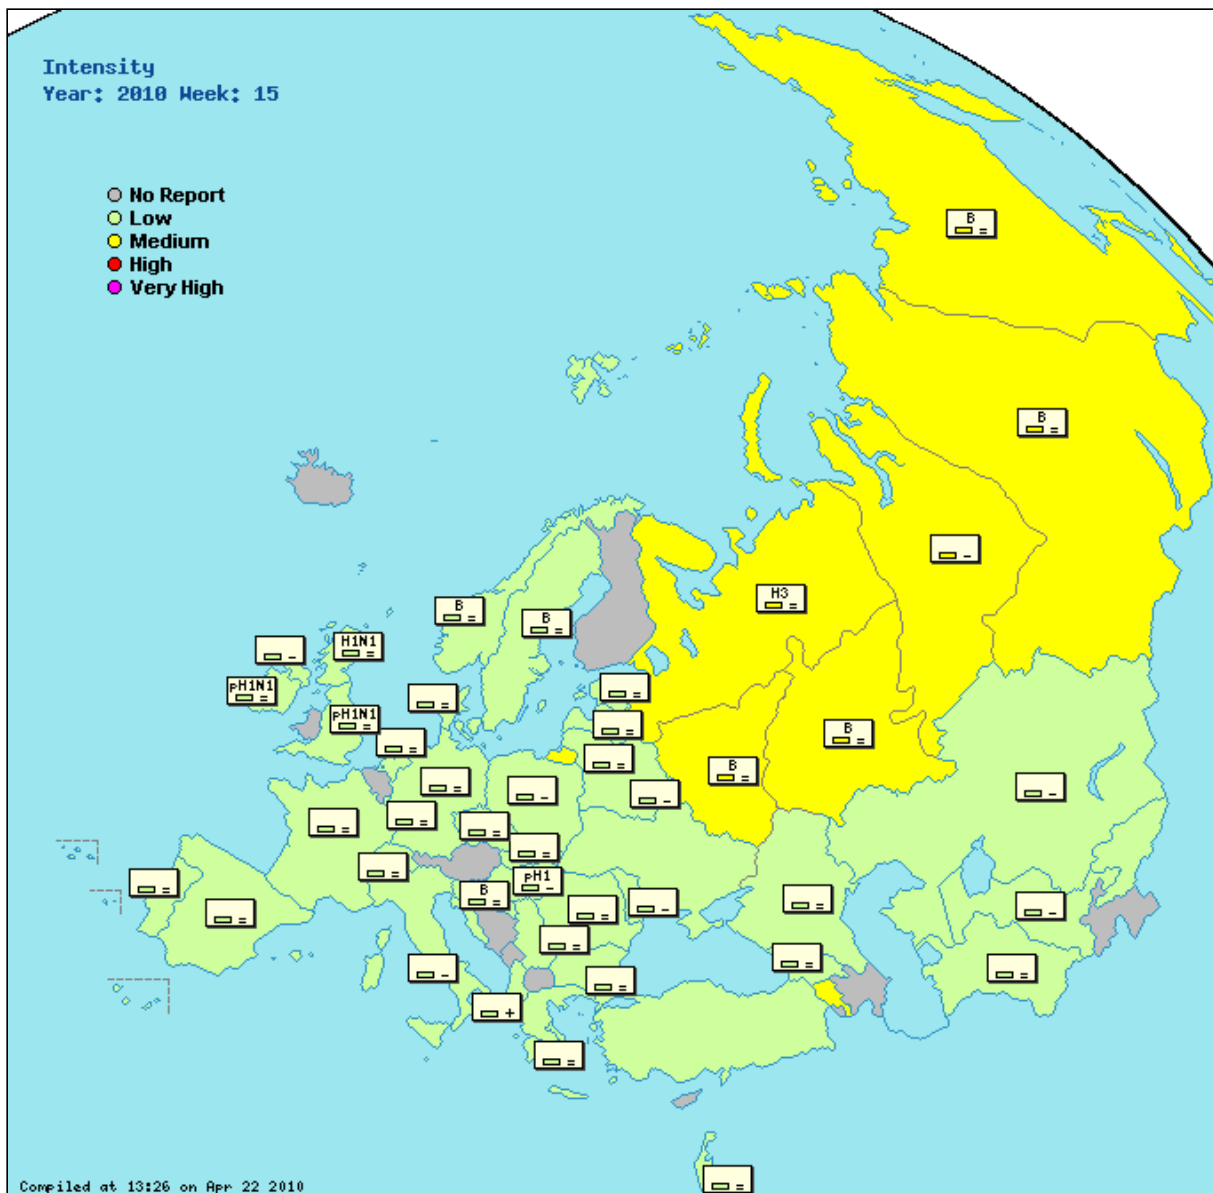 Intensity
Year: 2010 Week: 15
No Report
Low
Medium
High
Very High
B
=
B
=
-
H3
=
B
=
B
=
-
H1N1
=
pH1N1
=
=
=
pH1N1
=
=
=
=
B
=
B
=
=
-
-
-
=
=
=
=
=
=
pH1
-
=
=
B
=
=
-
-
=
=
-
=
=
=
+
=
=
Compiled at 13:26 on Apr 22 2010